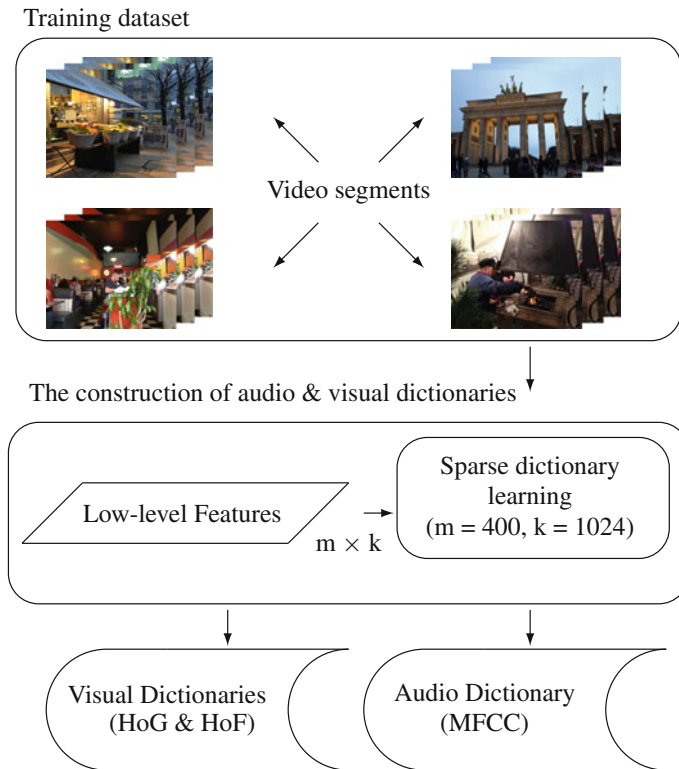 Training dataset
Video segments
The construction of audio & visual dictionaries
Low-level Features
m × k
Sparse dictionary
learning
(m = 400, k = 1024)
Visual Dictionaries
(HoG & HoF)
Audio Dictionary
(MFCC)